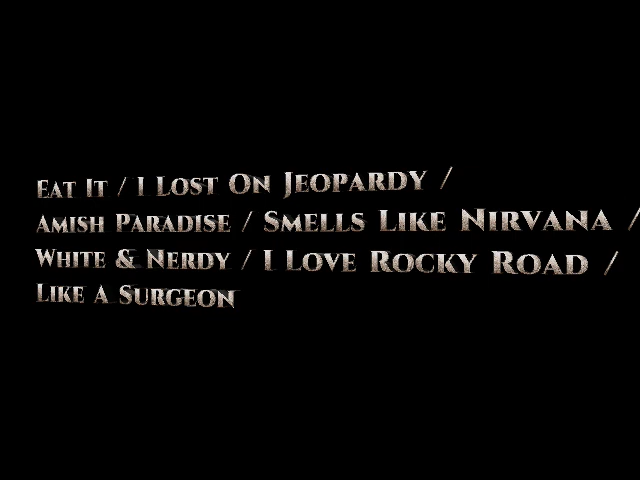 Eat It / I Lost On Jeopardy /
Amish Paradise / Smells Like Nirvana /
White & Nerdy / I Love Rocky Road /
Like A Surgeon